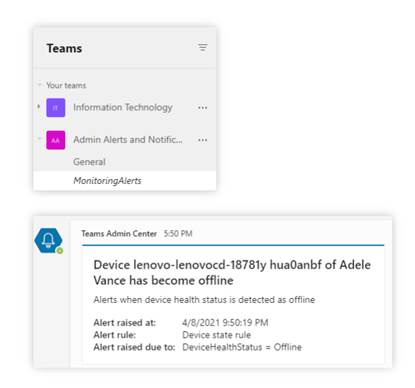 Teams
Your teams
IT Information Technology ...
AA Admin Alerts and Notific... ...
General
MonitoringAlerts
Teams Admin Center 5:50 PM
Device lenovo-lenovocd-18781y hua0anbf of Adele
Vance has become offline
Alerts when device health status is detected as offline
Alert raised at: 4/8/2021 9:50:19 PM
Alert rule: Device state rule
Alert raised due to: DeviceHealthStatus = Offline